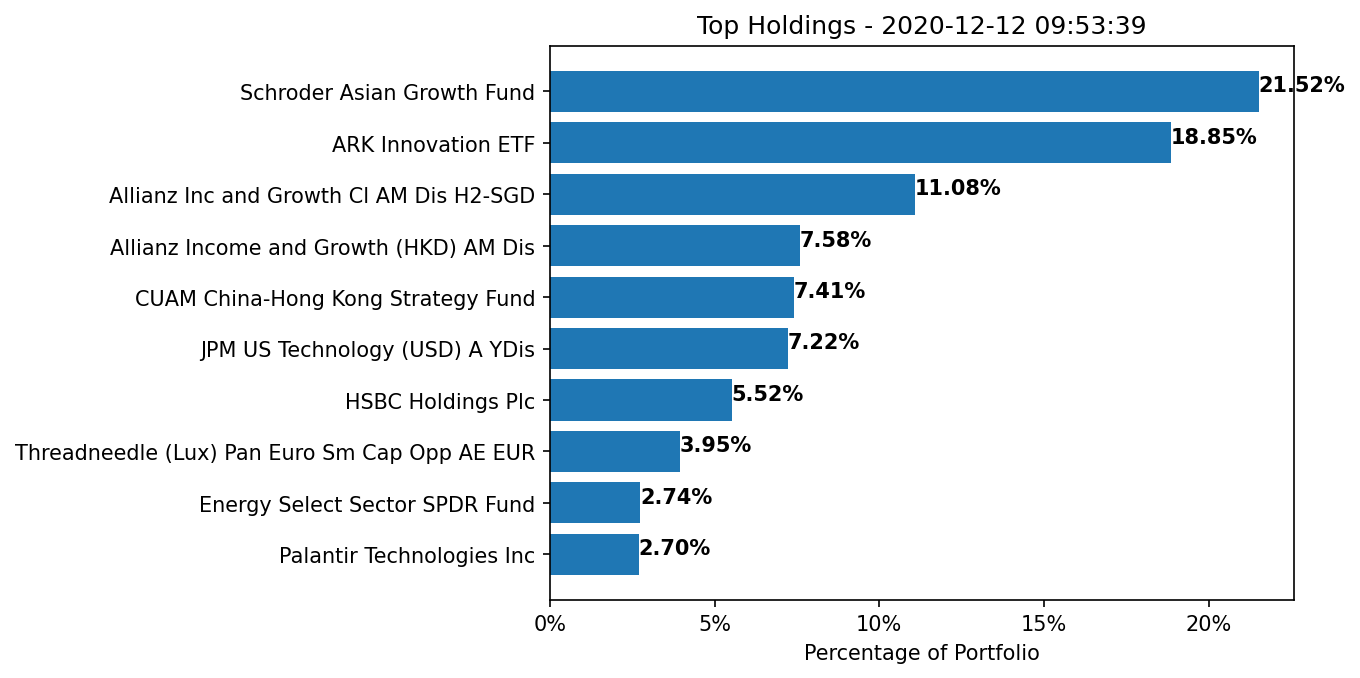 Top Holdings - 2020-12-12 09:53:39
Schroder Asian Growth Fund 21.52%
ARK Innovation ETF 18.85%
Allianz Inc and Growth CI AM Dis H2-SGD 11.08%
Allianz Income and Growth (HKD) AM Dis 7.58%
CUAM China-Hong Kong Strategy Fund 7.41%
JPM US Technology (USD) A YDis 7.22%
HSBC Holdings Plc 5.52%
Threadneedle (Lux) Pan Euro Sm Cap Opp AE EUR 3.95%
Energy Select Sector SPDR Fund 2.74%
Palantir Technologies Inc 2.70%
0% 5% 10% 15% 20%
Percentage of Portfolio